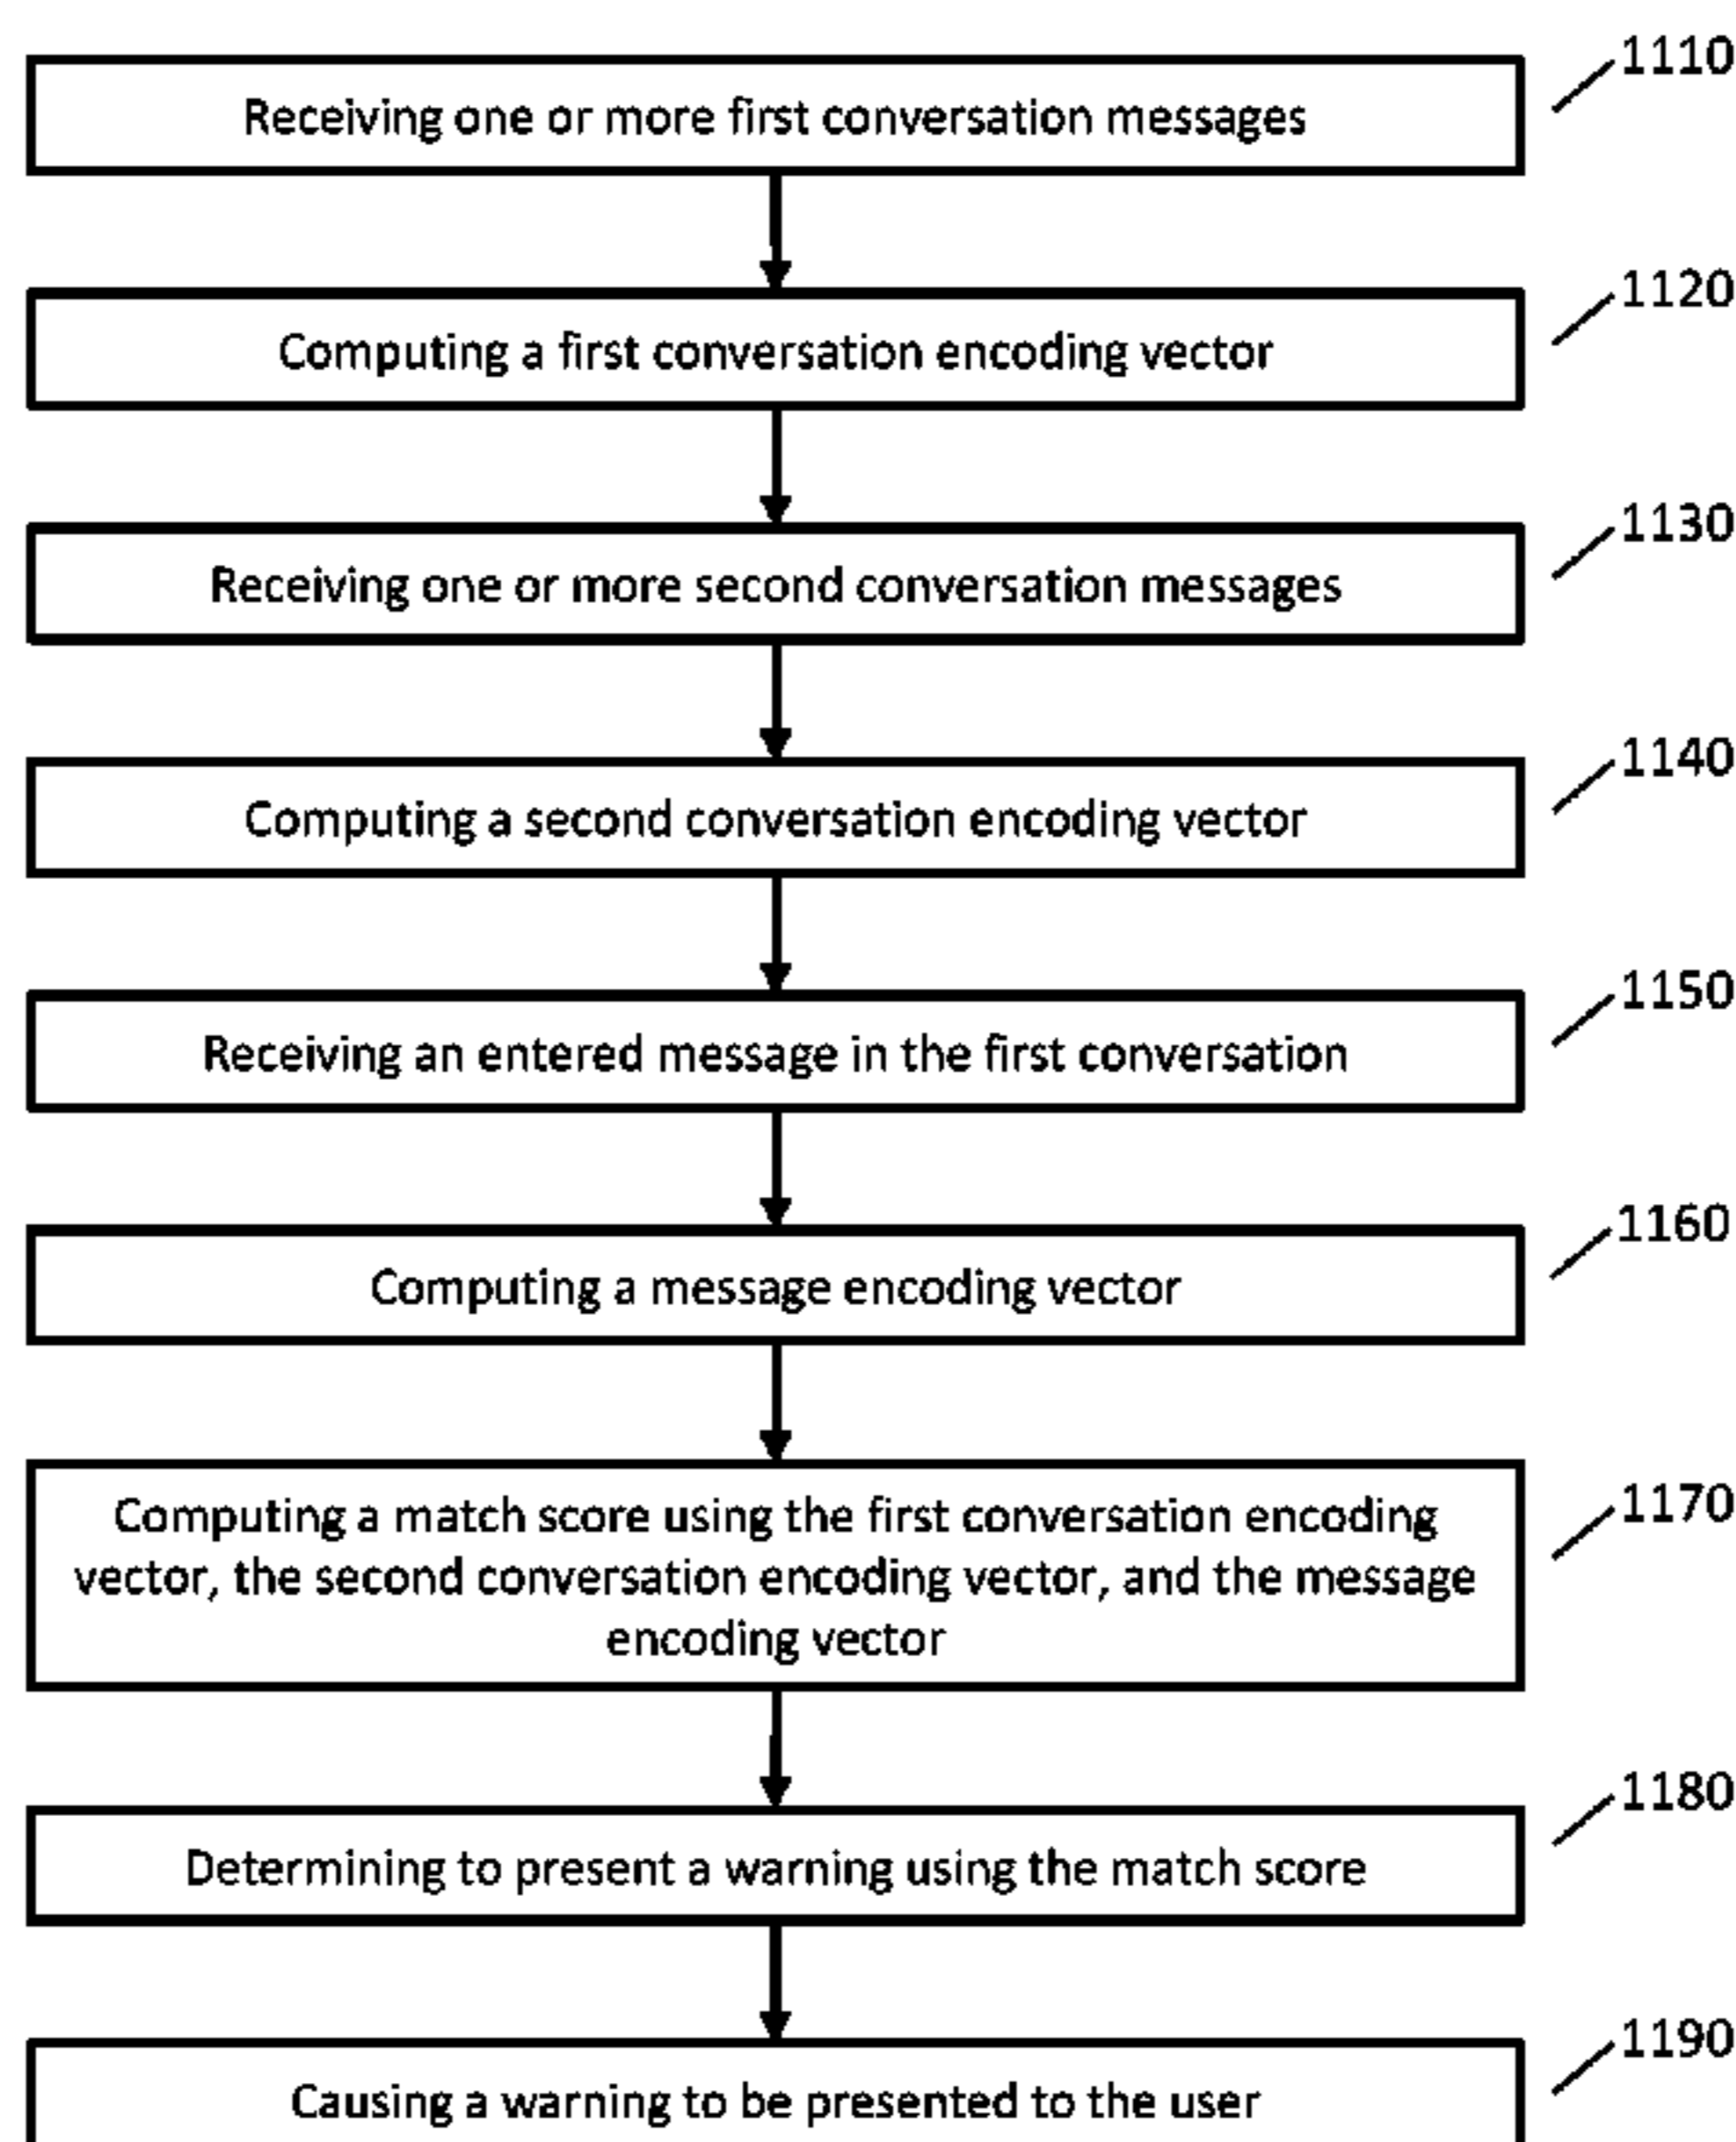 1110
Receiving one or more first conversation messages
1120
Computing a first conversation encoding vector
1130
Receiving one or more second conversation messages
1140
Computing a second conversation encoding vector
1150
Receiving an entered message in the first conversation
1160
Computing a message encoding vector
1170
Computing a match score using the first conversation encoding
vector, the second conversation encoding vector, and the message
encoding vector
1180
Determining to present a warning using the match score
1190
Causing a warning to be presented to the user